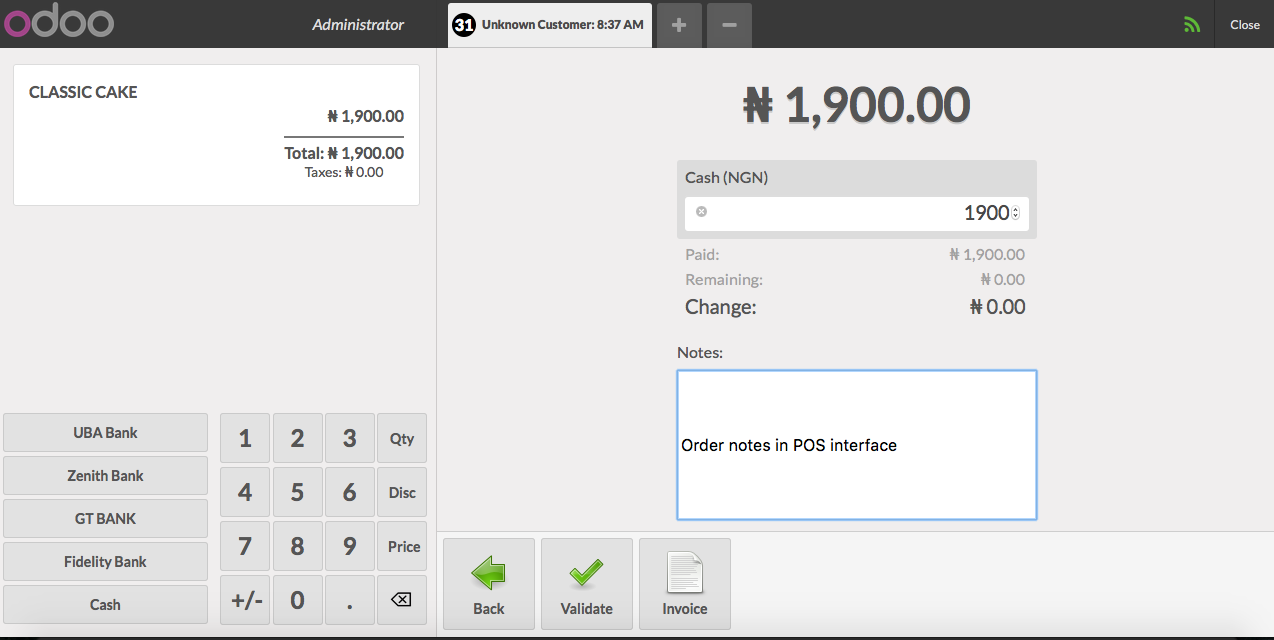 odoo
Administrator
31 Unknown Customer: 8:37 AM
+
−
Close
CLASSIC CAKE
₦ 1,900.00
Total: ₦ 1,900.00
Taxes: ₦ 0.00
₦ 1,900.00
Cash (NGN)
1900
Paid: ₦ 1,900.00
Remaining: ₦ 0.00
Change: ₦ 0.00
Notes:
Order notes in POS interface
UBA Bank
Zenith Bank
GT BANK
Fidelity Bank
Cash
1 2 3 Qty
4 5 6 Disc
7 8 9 Price
+/- 0 .
Back
Validate
Invoice